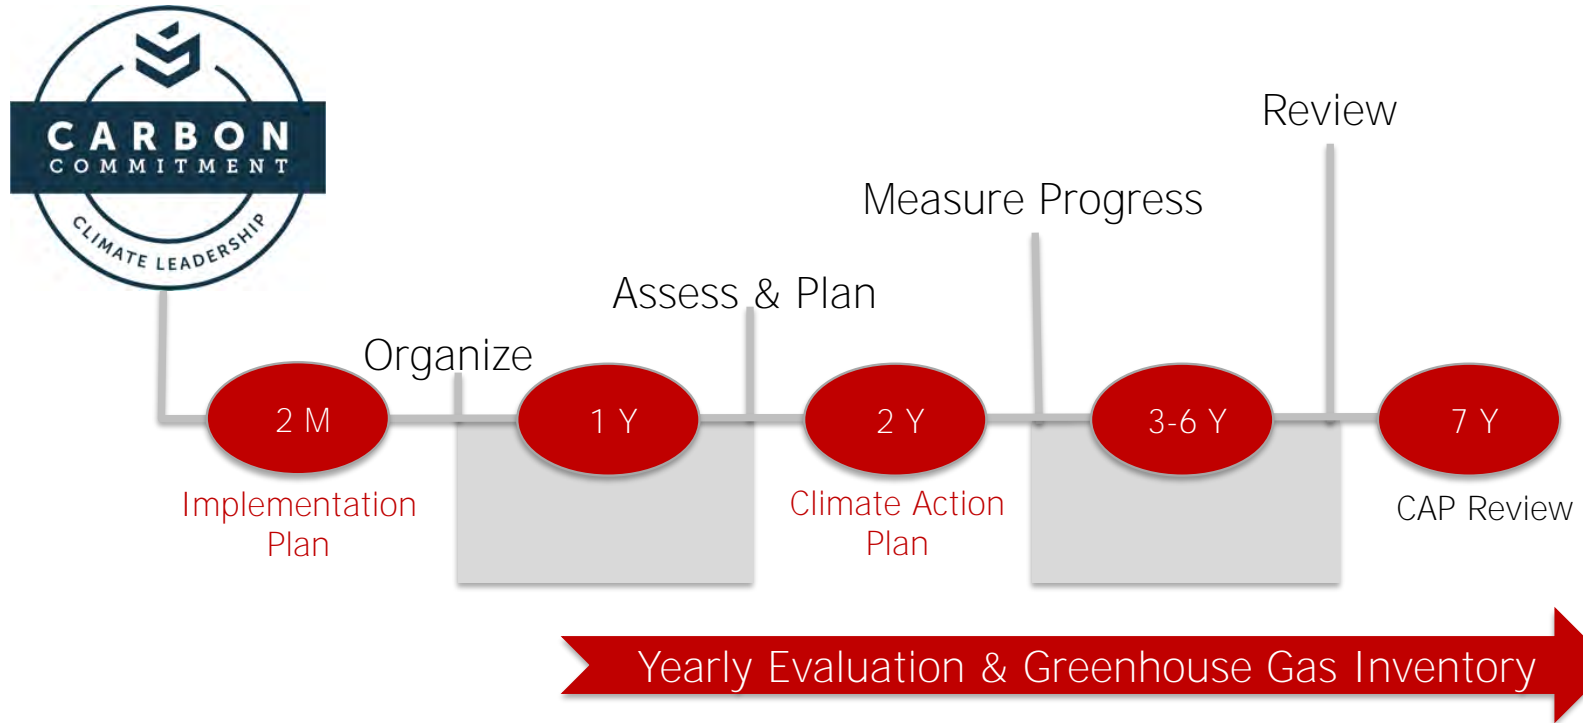 CARBON
COMMITMENT
CLIMATE LEADERSHIP
Review
Measure Progress
Assess & Plan
Organize
2 M
1 Y
2 Y
3-6 Y
7 Y
Implementation
Plan
Climate Action
Plan
CAP Review
Yearly Evaluation & Greenhouse Gas Inventory